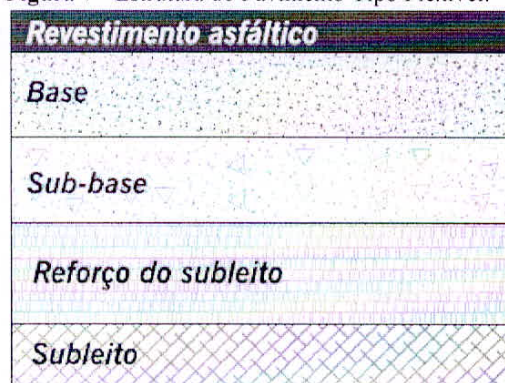 Revestimento asfáltico
Base
Sub-base
Reforço do subleito
Subleito